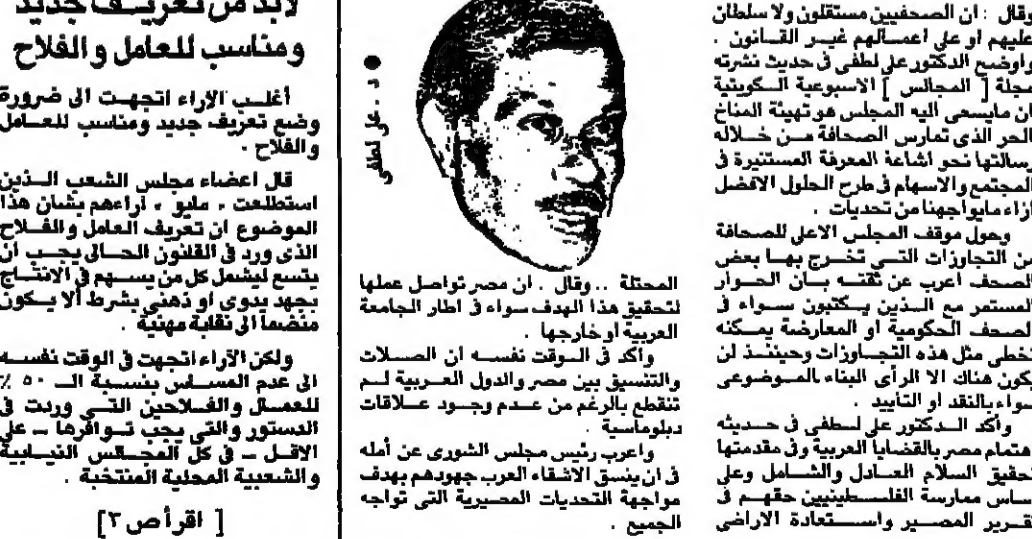 وقال : ان الصحفيين مستقلون ولا سلطان
عليهم او على اعمالهم غير القانون .
واوضح الدكتور على لطفى فى حديث نشرته
مجلة [ المجالس ] الاسبوعية الكويتية
ان مايسعى اليه المجلس هو تهيئة المناخ
الحر الذى تمارس الصحافة من خلاله
رسالتها نحو اشاعة المعرفة المستنيرة فى
المجتمع والاسهام فى طرح الحلول الافضل
ازاء مايواجهنا من تحديات .
وحول موقف المجلس الاعلى للصحافة
من التجاوزات التى تخرج بها بعض
الصحف اعرب عن ثقته بان الحوار
المستمر مع الذين يكتبون سواء فى
الصحف الحكومية او المعارضة يمكنه
تخطى مثل هذه التجاوزات وحينئذ لن
يكون هناك الا الرأى البناء الموضوعى
سواء بالنقد او التأييد .
وأكد الدكتور على لطفى فى حديثه
اهتمام مصر بالقضايا العربية وفى مقدمتها
تحقيق السلام العادل والشامل وعلى
اساس ممارسة الفلسطينيين حقهم فى
تقرير المصير واستعادة الاراضى
● د . على لطفى
المحتلة .. وقال . ان مصر تواصل عملها
لتحقيق هذا الهدف سواء فى اطار الجامعة
العربية او خارجها .
وأكد فى الوقت نفسه ان الصلات
والتنسيق بين مصر والدول العربية لم
تنقطع بالرغم من عدم وجود علاقات
دبلوماسية .
واعرب رئيس مجلس الشورى عن أمله
فى ان ينسق الاشقاء العرب جهودهم بهدف
مواجهة التحديات المصيرية التى تواجه
الجميع .
لابد من تعريف جديد
ومناسب للعامل والفلاح
أغلب الاراء اتجهت الى ضرورة
وضع تعريف جديد ومناسب للعامل
والفلاح .
قال اعضاء مجلس الشعب الذين
استطلعت « مايو » اراءهم بشان هذا
الموضوع ان تعريف العامل والفلاح
الذى ورد فى القانون الحالى يجب ان
يتسع ليشمل كل من يسهم فى الانتاج
بجهد يدوى او ذهنى بشرط ألا يكون
منضما الى نقابة مهنية .
ولكن الآراء اتجهت فى الوقت نفسه
الى عدم المساس بنسبة الـ ٥٠ ٪
للعمال والفلاحين التى وردت فى
الدستور والتى يجب توافرها ــ على
الاقل ــ فى كل المجالس النيابية
والشعبية المحلية المنتخبة .
[ اقرأ ص ٣ ]